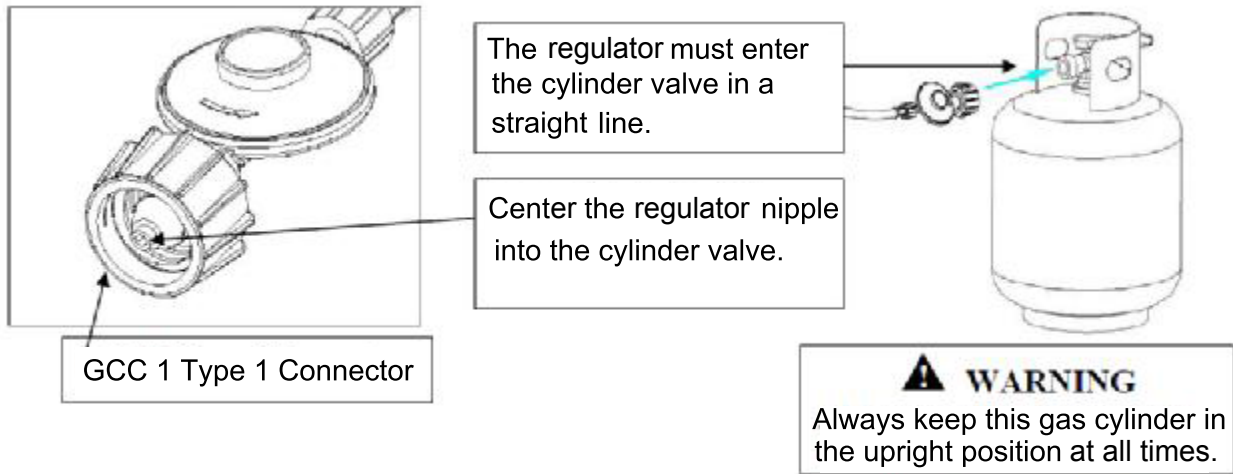 The regulator must enter
the cylinder valve in a
straight line.
Center the regulator nipple
into the cylinder valve.
GCC 1 Type 1 Connector
WARNING
Always keep this gas cylinder in
the upright position at all times.